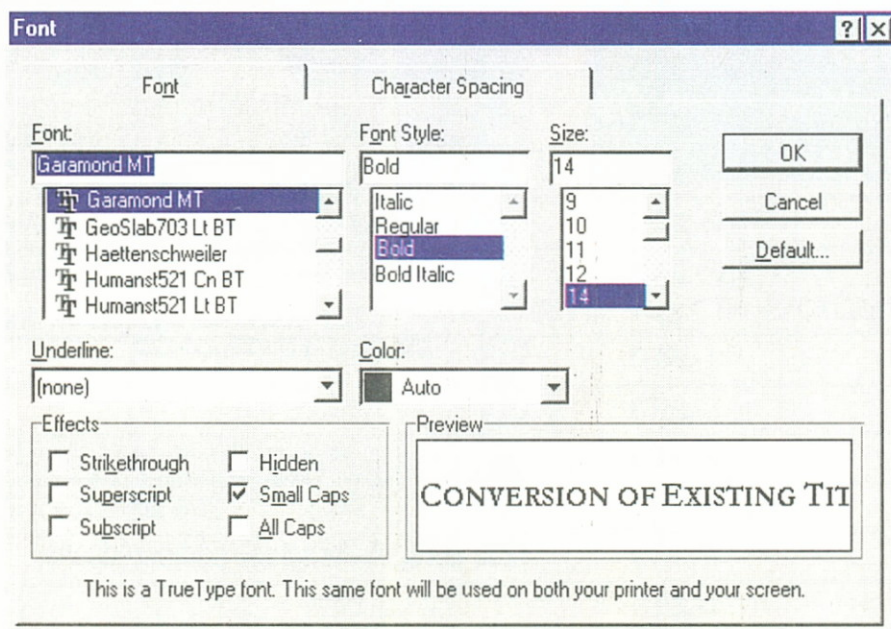 Font
? ×
Font
Character Spacing
Font:
Font Style:
Size:
Garamond MT
Bold
14
OK
Garamond MT
GeoSlab703 Lt BT
Haettenschweiler
Humanst521 Cn BT
Humanst521 Lt BT
Italic
Regular
Bold
Bold Italic
9
10
11
12
14
Cancel
Default...
Underline:
Color:
(none)
Auto
Effects
Strikethrough
Hidden
Superscript
Small Caps
Subscript
All Caps
Preview
CONVERSION OF EXISTING TIT
This is a TrueType font. This same font will be used on both your printer and your screen.